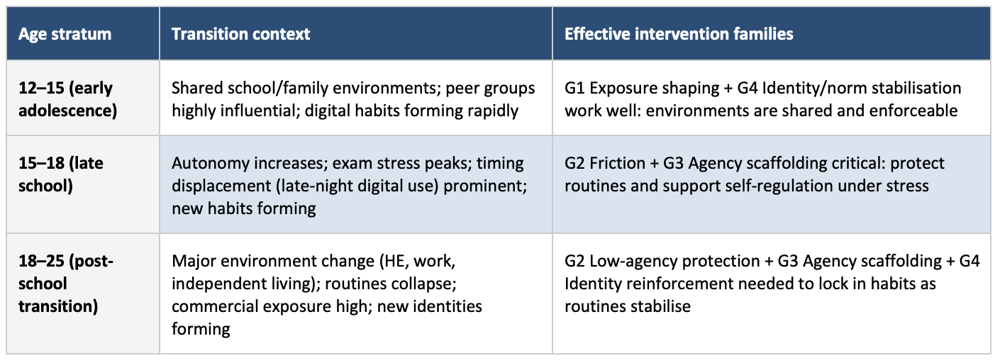 Age stratum
Transition context
Effective intervention families
12–15 (early
adolescence)
Shared school/family environments; peer groups
highly influential; digital habits forming rapidly
G1 Exposure shaping + G4 Identity/norm stabilisation
work well: environments are shared and enforceable
15–18 (late
school)
Autonomy increases; exam stress peaks; timing
displacement (late-night digital use) prominent;
new habits forming
G2 Friction + G3 Agency scaffolding critical: protect
routines and support self-regulation under stress
18–25 (post-
school
transition)
Major environment change (HE, work,
independent living); routines collapse;
commercial exposure high; new identities
forming
G2 Low-agency protection + G3 Agency scaffolding + G4
Identity reinforcement needed to lock in habits as
routines stabilise